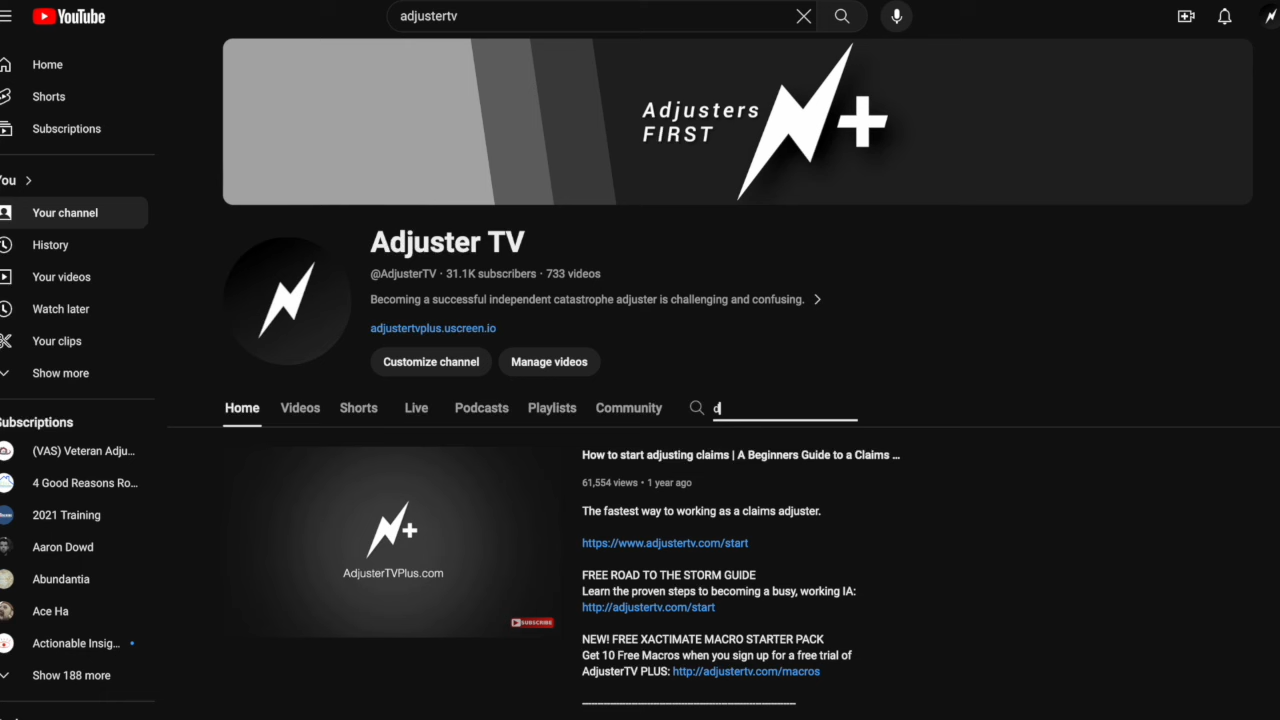 YouTube
adjustertv
Home
Shorts
Subscriptions
You
Your channel
History
Your videos
Watch later
Your clips
Show more
Subscriptions
(VAS) Veteran Adju...
4 Good Reasons Ro...
2021 Training
Aaron Dowd
Abundantia
Ace Ha
Actionable Insig...
Show 188 more
Adjusters
FIRST
Adjuster TV
@AdjusterTV · 31.1K subscribers · 733 videos
Becoming a successful independent catastrophe adjuster is challenging and confusing.
adjustertvplus.uscreen.io
Customize channel Manage videos
Home Videos Shorts Live Podcasts Playlists Community d
AdjusterTVPlus.com
SUBSCRIBE
How to start adjusting claims | A Beginners Guide to a Claims ...
61,554 views • 1 year ago
The fastest way to working as a claims adjuster.
https://www.adjustertv.com/start
FREE ROAD TO THE STORM GUIDE
Learn the proven steps to becoming a busy, working IA:
http://adjustertv.com/start
NEW! FREE XACTIMATE MACRO STARTER PACK
Get 10 Free Macros when you sign up for a free trial of
AdjusterTV PLUS: http://adjustertv.com/macros